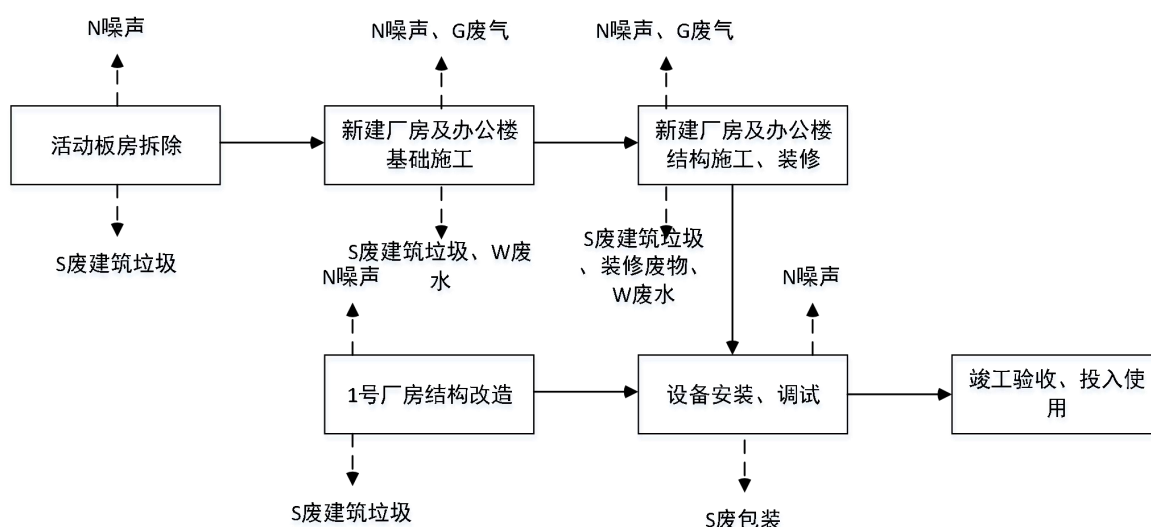 N噪声
N噪声、G废气
N噪声、G废气
活动板房拆除
新建厂房及办公楼
基础施工
新建厂房及办公楼
结构施工、装修
S废建筑垃圾
S废建筑垃圾、W废
水
S废建筑垃圾
、装修废物、
W废水
N噪声
N噪声
1号厂房结构改造
设备安装、调试
竣工验收、投入使
用
S废建筑垃圾
S废包装